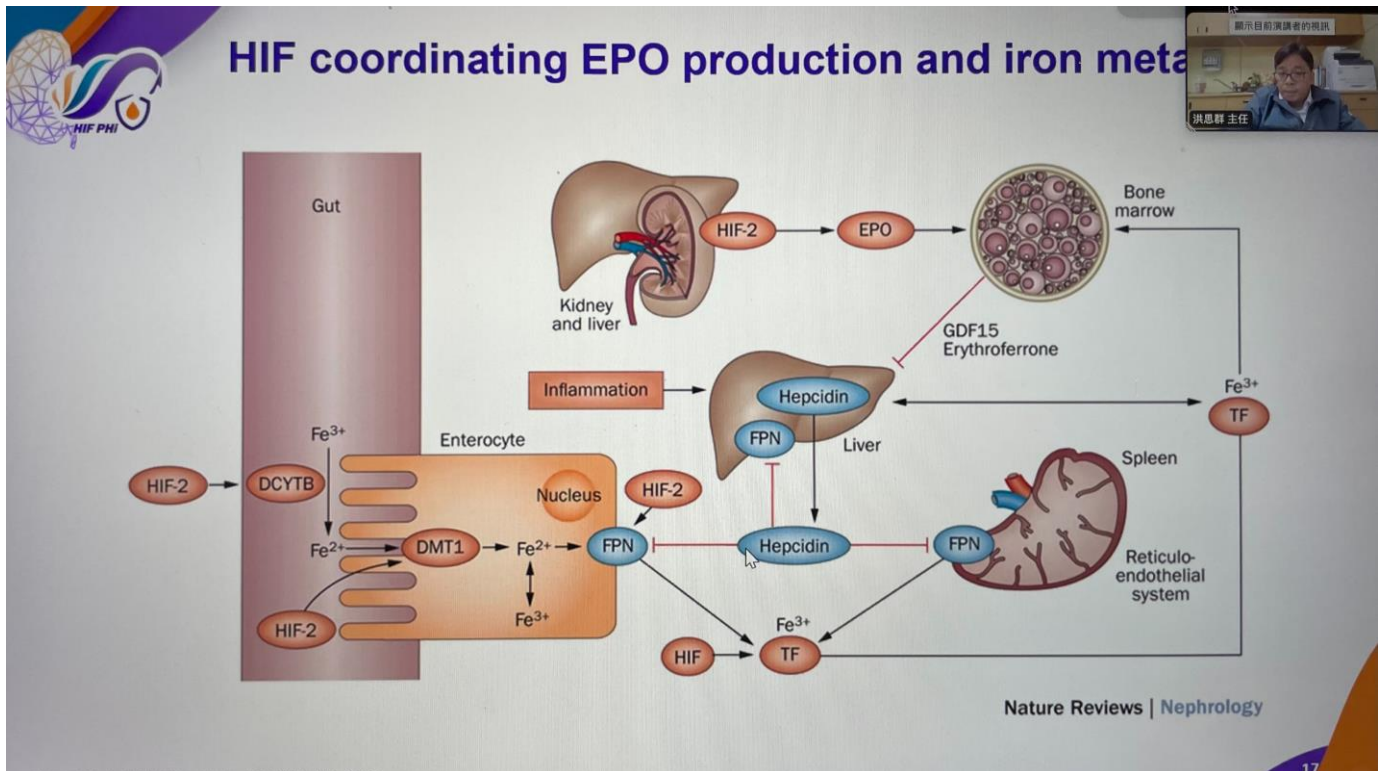 HIF coordinating EPO production and iron meta
顯示目前演講者的視訊
洪思群 主任
HIF PHI
Gut
HIF-2
EPO
Bone
marrow
Kidney
and liver
GDF15
Erythroferrone
Inflammation
Hepcidin
FPN
Liver
Fe³⁺
TF
Fe³⁺
Enterocyte
Spleen
HIF-2
DCYTB
Nucleus
HIF-2
Fe²⁺
DMT1
Fe²⁺
FPN
Hepcidin
FPN
Reticulo-
endothelial
system
Fe³⁺
HIF-2
Fe³⁺
HIF
TF
Nature Reviews | Nephrology
17